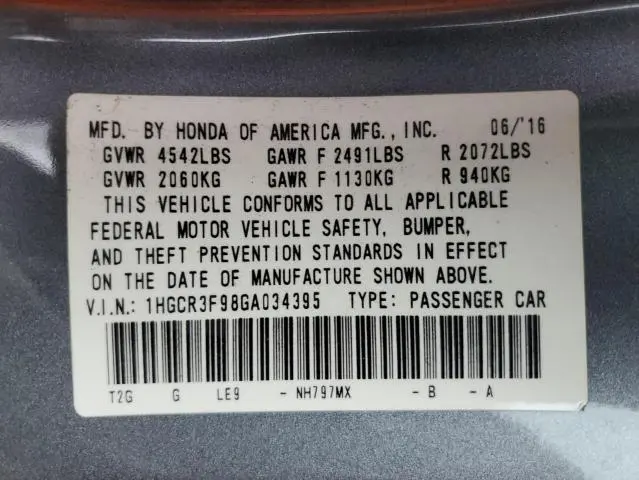 MFD. BY HONDA OF AMERICA MFG., INC. 06/'16
GVWR 4542LBS GAWR F 2491LBS R 2072LBS
GVWR 2060KG GAWR F 1130KG R 940KG
THIS VEHICLE CONFORMS TO ALL APPLICABLE
FEDERAL MOTOR VEHICLE SAFETY, BUMPER,
AND THEFT PREVENTION STANDARDS IN EFFECT
ON THE DATE OF MANUFACTURE SHOWN ABOVE.
V.I.N.: 1HGCR3F98GA034395 TYPE: PASSENGER CAR
T2G G LE9 - NH797MX - B - A